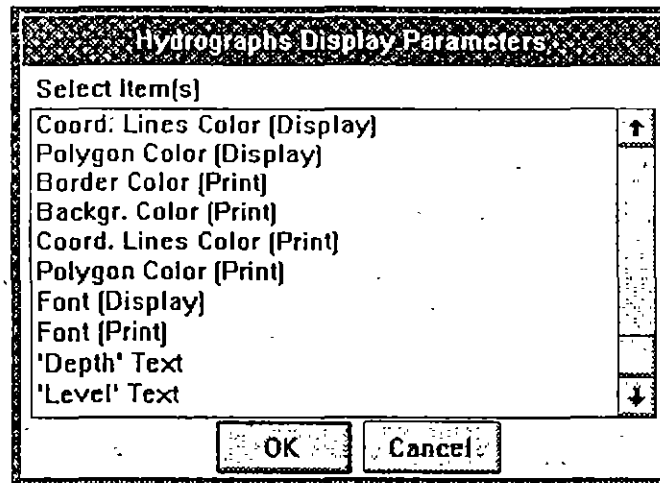 Hydrographs Display Parameters
Select Item(s)
Coord. Lines Color (Display)
Polygon Color (Display)
Border Color (Print)
Backgr. Color (Print)
Coord. Lines Color (Print)
Polygon Color (Print)
Font (Display)
Font (Print)
'Depth' Text
'Level' Text
OK Cancel